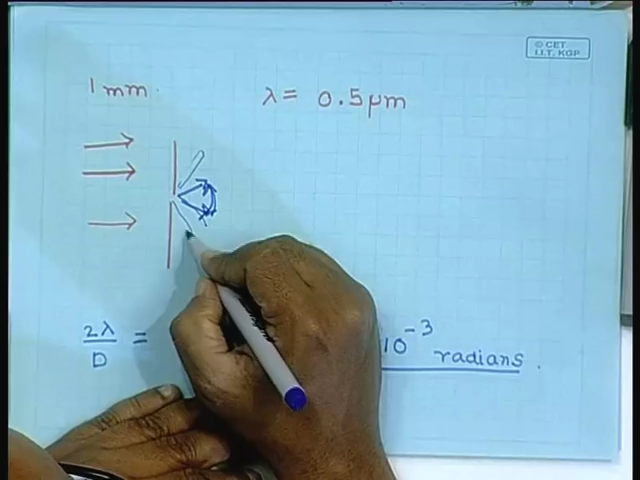 © CET
I.I.T. KGP
1 mm
λ = 0.5 μm
2λ/D =
10⁻³ radians.